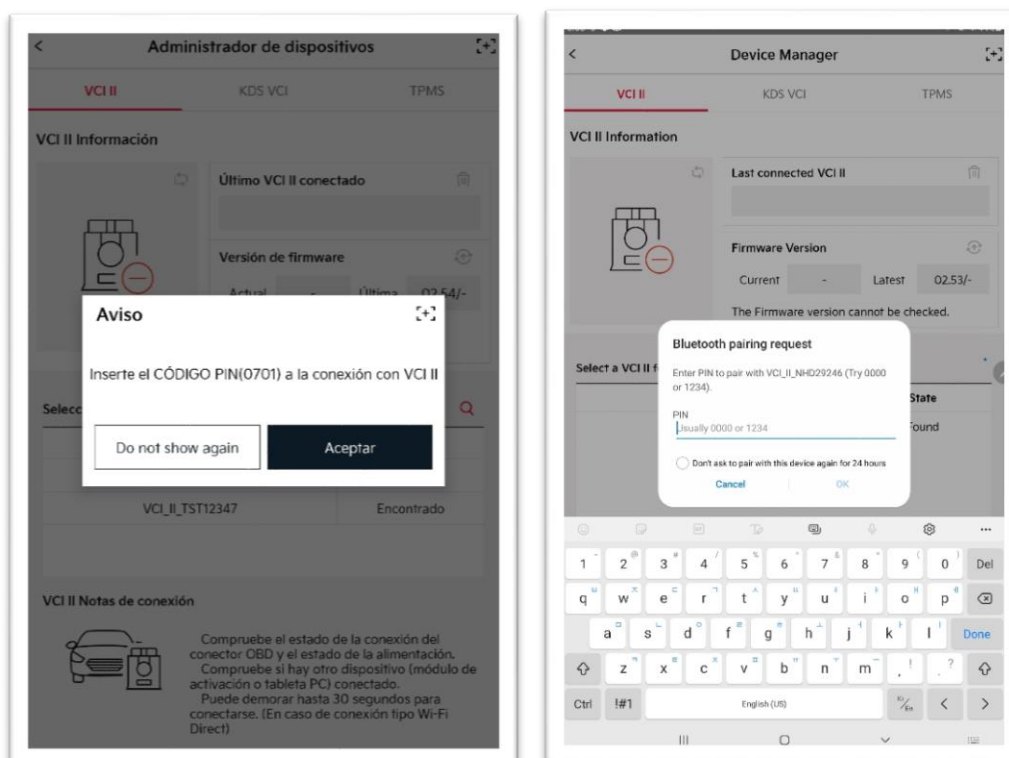 Administrador de dispositivos
VCI II KDS VCI TPMS
VCI II Información
Último VCI II conectado
Versión de firmware
Actual - Última 02.54/-
Aviso
Inserte el CÓDIGO PIN(0701) a la conexión con VCI II
Do not show again Aceptar
Selecc
VCI_II_TST12347 Encontrado
VCI II Notas de conexión
Compruebe el estado de la conexión del
conector OBD y el estado de la alimentación.
Compruebe si hay otro dispositivo (módulo de
activación o tableta PC) conectado.
Puede demorar hasta 30 segundos para
conectarse. (En caso de conexión tipo Wi-Fi
Direct)
Device Manager
VCI II KDS VCI TPMS
VCI II Information
Last connected VCI II
Firmware Version
Current - Latest 02.53/-
The Firmware version cannot be checked.
Select a VCI II f
State
Found
Bluetooth pairing request
Enter PIN to pair with VCI_II_NHD29246 (Try 0000
or 1234).
PIN
Usually 0000 or 1234
Don't ask to pair with this device again for 24 hours
Cancel OK
1 2 3 4 5 6 7 8 9 0 Del
q w e r t y u i o p
a s d f g h j k l Done
z x c v b n m , ! . ?
Ctrl !#1 English (US)